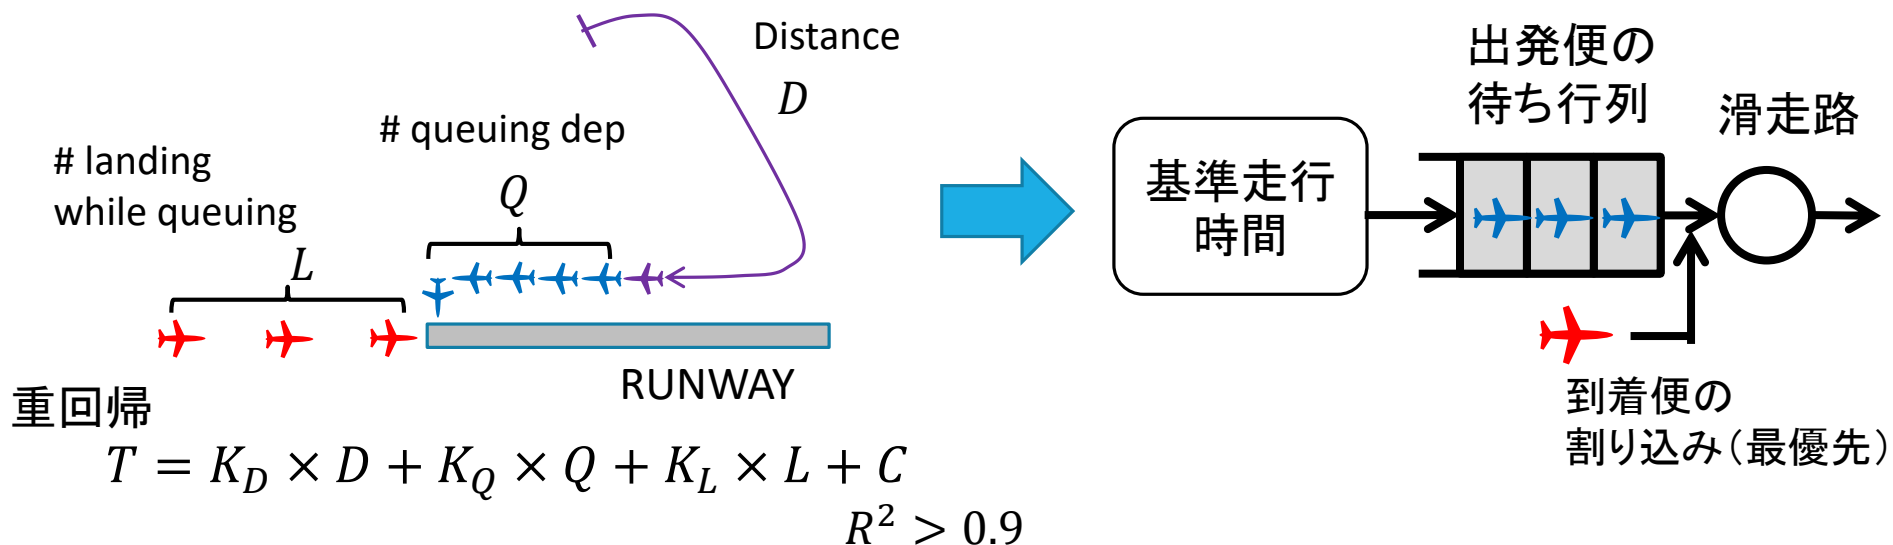 Distance
D
# queuing dep
Q
# landing
while queuing
L
RUNWAY
重回帰
T = K_D × D + K_Q × Q + K_L × L + C
R² > 0.9
基準走行
時間
出発便の
待ち行列
滑走路
到着便の
割り込み（最優先）